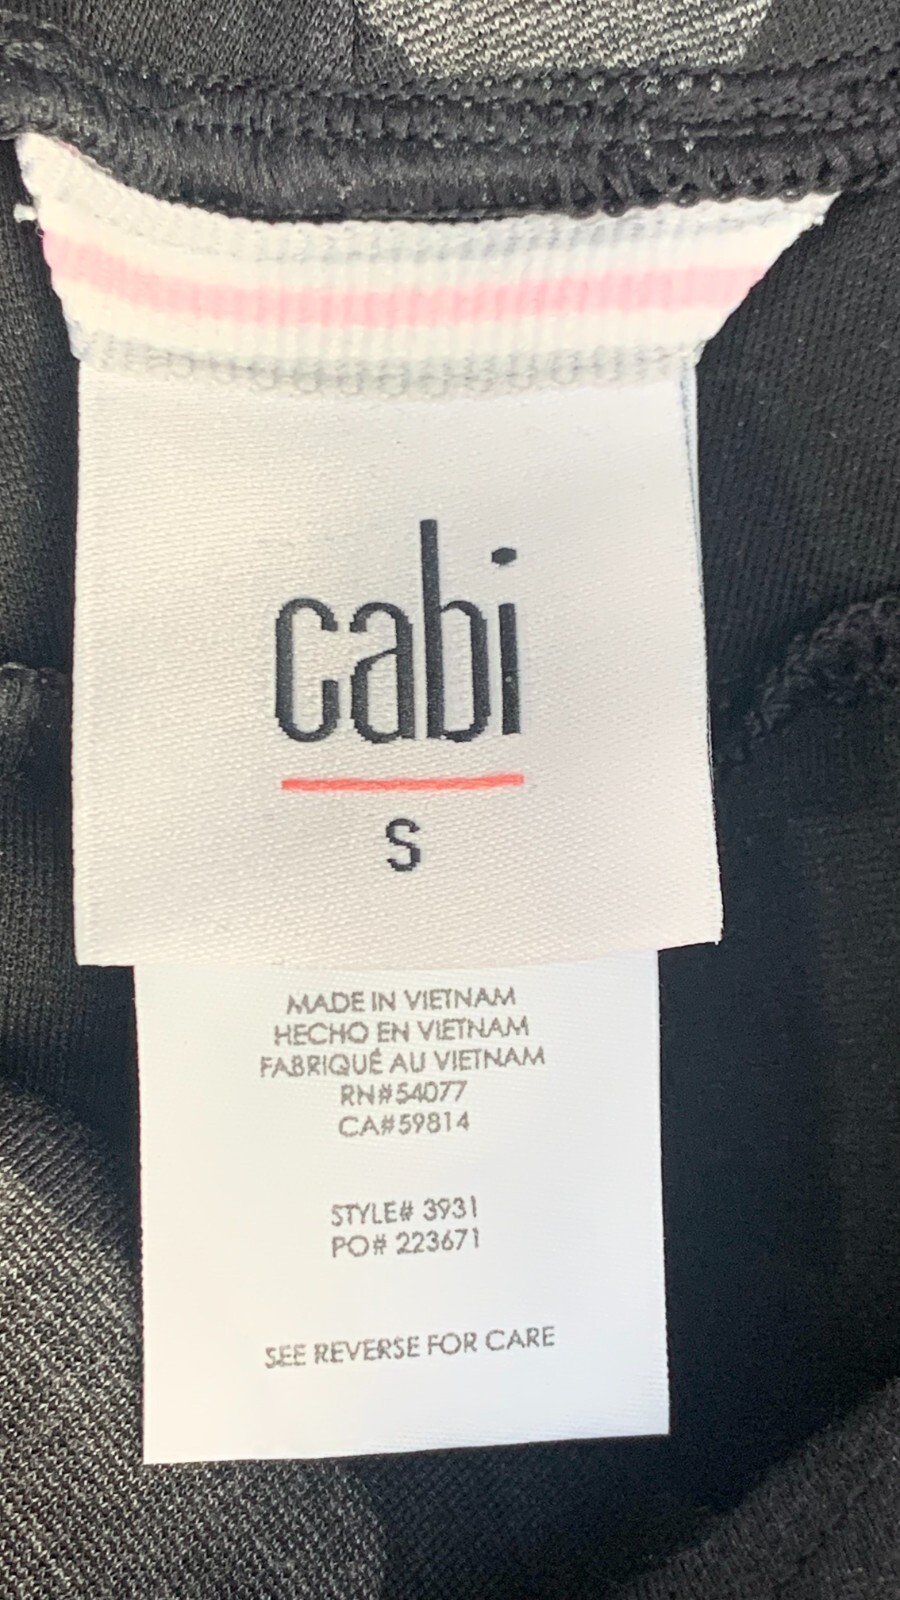 cabi
S
MADE IN VIETNAM
HECHO EN VIETNAM
FABRIQUÉ AU VIETNAM
RN#54077
CA#59814
STYLE# 3931
PO# 223671
SEE REVERSE FOR CARE